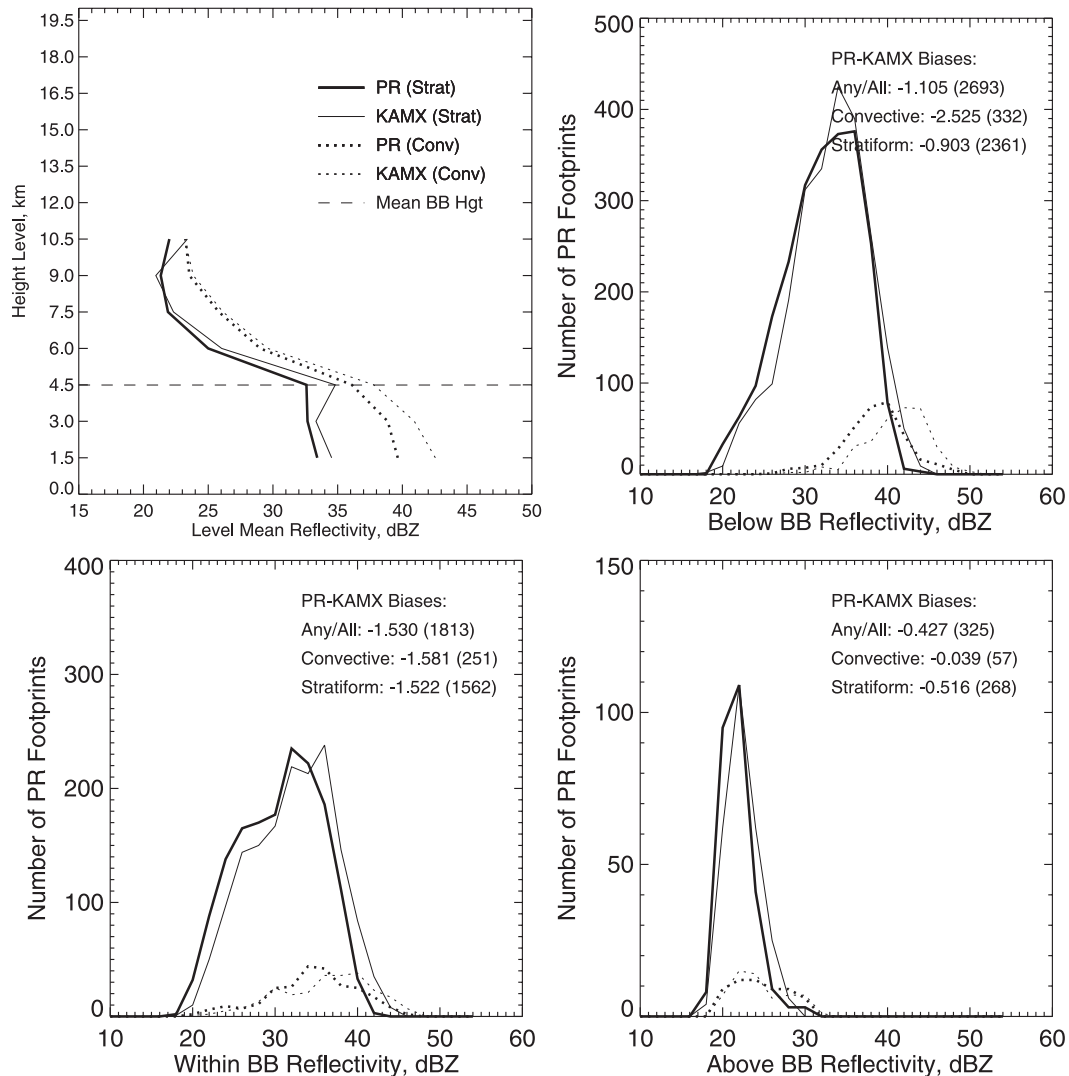 19.5
18.0
16.5
15.0
13.5
12.0
10.5
9.0
7.5
6.0
4.5
3.0
1.5
0.0
Height Level, km
15 20 25 30 35 40 45 50
Level Mean Reflectivity, dBZ
PR (Strat)
KAMX (Strat)
PR (Conv)
KAMX (Conv)
Mean BB Hgt
500
400
300
200
100
0
Number of PR Footprints
PR-KAMX Biases:
Any/All: -1.105 (2693)
Convective: -2.525 (332)
Stratiform: -0.903 (2361)
10 20 30 40 50 60
Below BB Reflectivity, dBZ
400
300
200
100
0
Number of PR Footprints
PR-KAMX Biases:
Any/All: -1.530 (1813)
Convective: -1.581 (251)
Stratiform: -1.522 (1562)
10 20 30 40 50 60
Within BB Reflectivity, dBZ
150
100
50
0
Number of PR Footprints
PR-KAMX Biases:
Any/All: -0.427 (325)
Convective: -0.039 (57)
Stratiform: -0.516 (268)
10 20 30 40 50 60
Above BB Reflectivity, dBZ